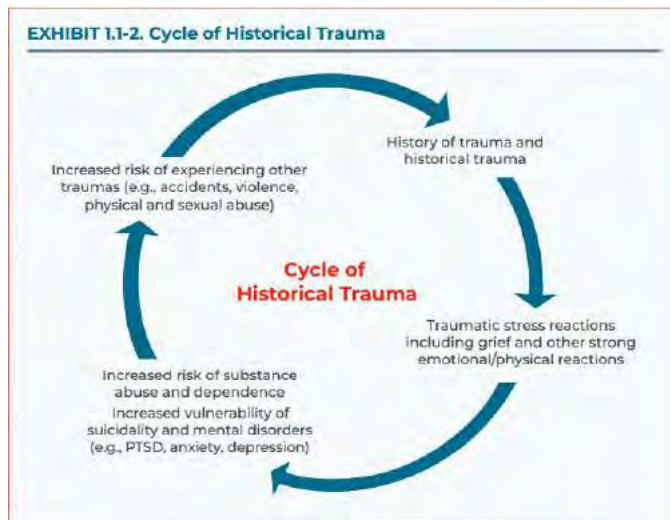 EXHIBIT 1.1-2. Cycle of Historical Trauma
History of trauma and
historical trauma
Traumatic stress reactions
including grief and other strong
emotional/physical reactions
Increased risk of substance
abuse and dependence
Increased vulnerability of
suicidality and mental disorders
(e.g., PTSD, anxiety, depression)
Increased risk of experiencing other
traumas (e.g., accidents, violence,
physical and sexual abuse)
Cycle of
Historical Trauma